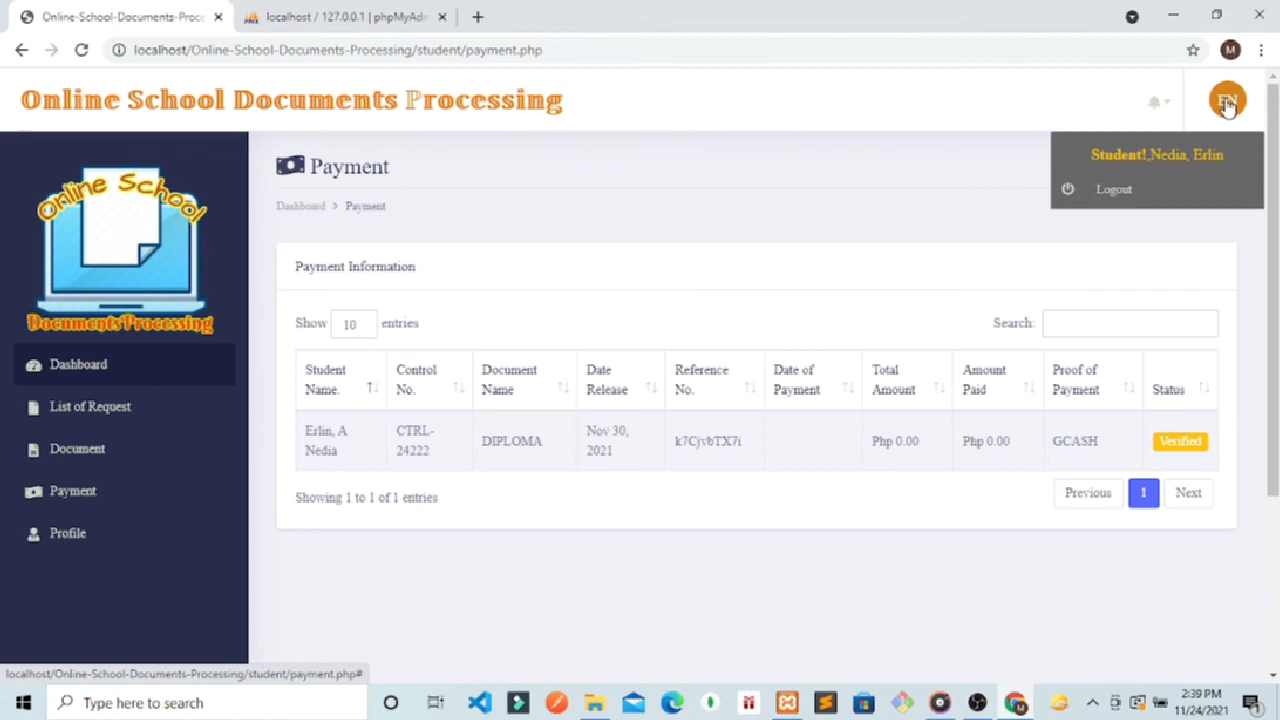 Online-School-Documents-Proce
localhost / 127.0.0.1 | phpMyAdm
localhost/Online-School-Documents-Processing/student/payment.php
M
Online School Documents Processing
EN
Student!,Nedia, Erlin
Logout
Online School
DocumentsProcessing
Dashboard
List of Request
Document
Payment
Profile
Payment
Dashboard > Payment
Payment Information
Show 10 entries
Search:
Student Name.
Control No.
Document Name
Date Release
Reference No.
Date of Payment
Total Amount
Amount Paid
Proof of Payment
Status
Erlin, A Nedia
CTRL-24222
DIPLOMA
Nov 30, 2021
k7CjvbTX7i
Php 0.00
Php 0.00
GCASH
Verified
Showing 1 to 1 of 1 entries
Previous 1 Next
localhost/Online-School-Documents-Processing/student/payment.php#
Type here to search
2:39 PM
11/24/2021